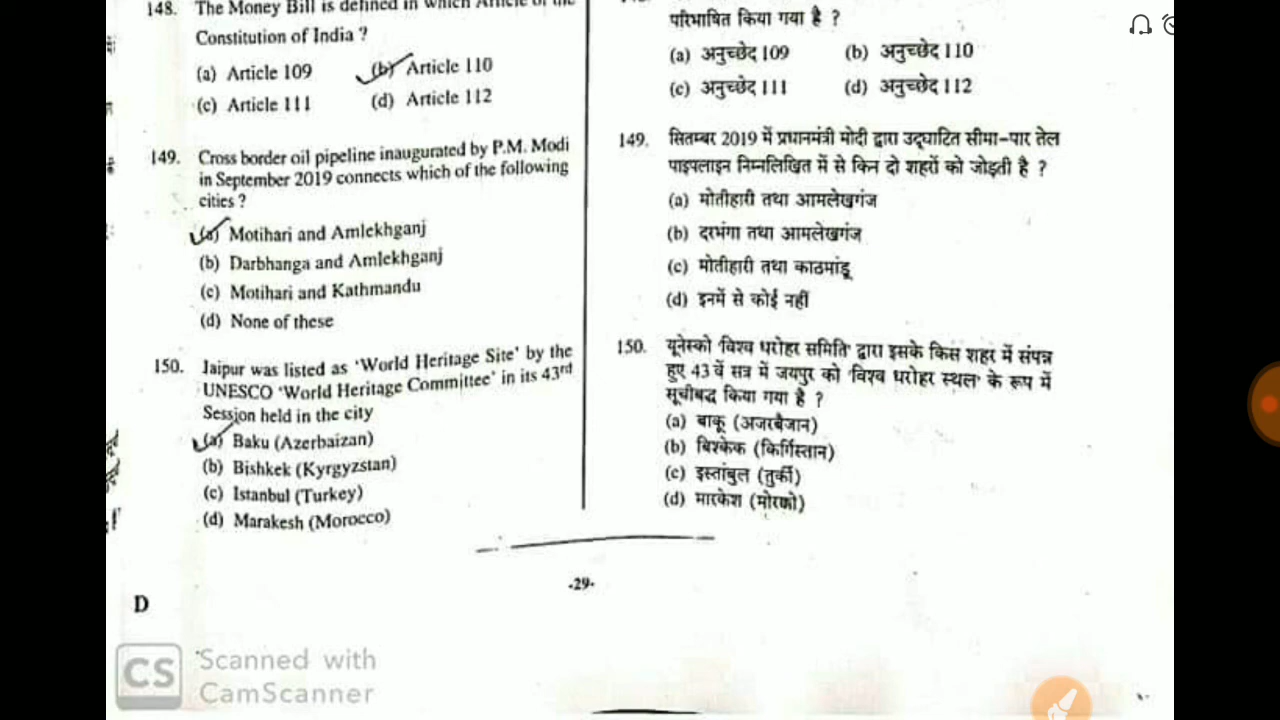 148. The Money Bill is defined in which Article of the
Constitution of India ?
(a) Article 109
(b) Article 110
(c) Article 111
(d) Article 112
149. Cross border oil pipeline inaugurated by P.M. Modi
in September 2019 connects which of the following
cities ?
(a) Motihari and Amlekhganj
(b) Darbhanga and Amlekhganj
(c) Motihari and Kathmandu
(d) None of these
150. Jaipur was listed as 'World Heritage Site' by the
UNESCO 'World Heritage Committee' in its 43rd
Session held in the city
(a) Baku (Azerbaizan)
(b) Bishkek (Kyrgyzstan)
(c) Istanbul (Turkey)
(d) Marakesh (Morocco)
परिभाषित किया गया है ?
(a) अनुच्छेद 109
(b) अनुच्छेद 110
(c) अनुच्छेद 111
(d) अनुच्छेद 112
149. सितम्बर 2019 में प्रधानमंत्री मोदी द्वारा उद्घाटित सीमा-पार तेल
पाइपलाइन निम्नलिखित में से किन दो शहरों को जोड़ती है ?
(a) मोतीहारी तथा आमलेखगंज
(b) दरभंगा तथा आमलेखगंज
(c) मोतीहारी तथा काठमांडू
(d) इनमें से कोई नहीं
150. यूनेस्को 'विश्व धरोहर समिति' द्वारा इसके किस शहर में संपन्न
हुए 43 वें सत्र में जयपुर को 'विश्व धरोहर स्थल' के रूप में
सूचीबद्ध किया गया है ?
(a) बाकू (अजरबैजान)
(b) बिश्केक (किर्गिस्तान)
(c) इस्तांबुल (तुर्की)
(d) मारकेश (मोरक्को)
-29-
D
CS Scanned with
CamScanner